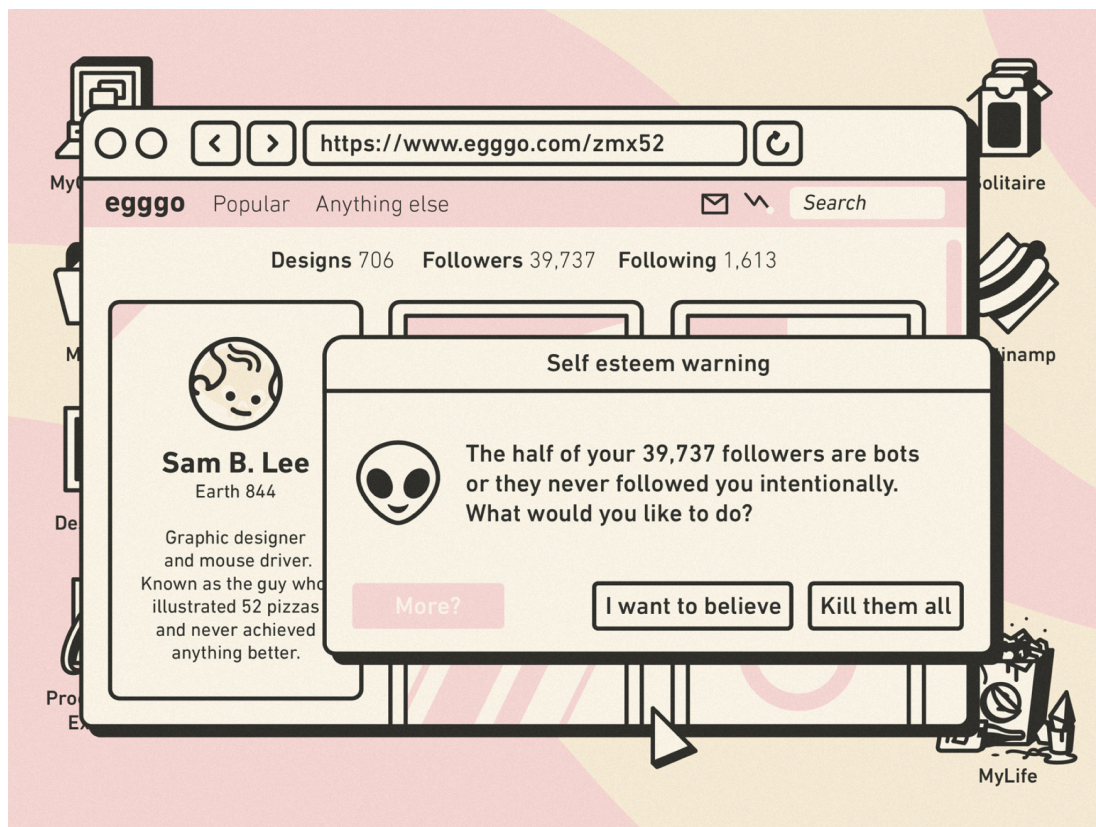 https://www.egggo.com/zmx52
egggo Popular Anything else Search
Designs 706 Followers 39,737 Following 1,613
Sam B. Lee
Earth 844
Graphic designer
and mouse driver.
Known as the guy who
illustrated 52 pizzas
and never achieved
anything better.
Self esteem warning
The half of your 39,737 followers are bots
or they never followed you intentionally.
What would you like to do?
More? I want to believe Kill them all
Solitaire
MyLife